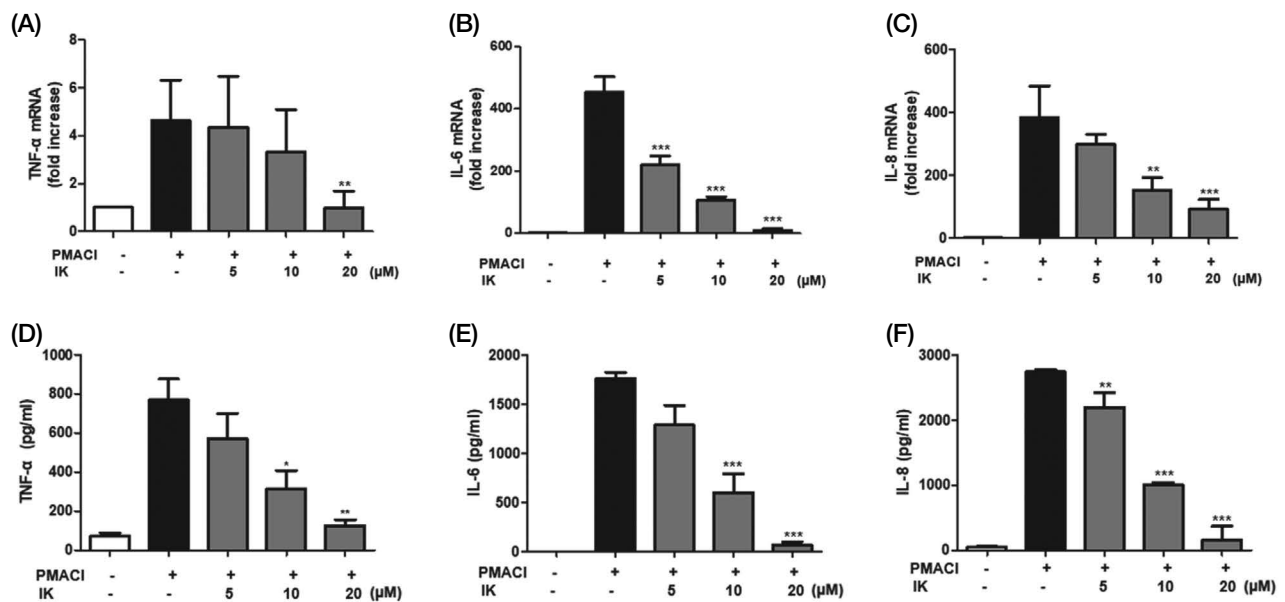 (A)
TNF-α mRNA
(fold increase)
8
6
4
2
0
**
PMACI - + + + +
IK - - 5 10 20 (µM)
(B)
IL-6 mRNA
(fold increase)
600
400
200
0
***
***
***
PMACI - + + + +
IK - - 5 10 20 (µM)
(C)
IL-8 mRNA
(fold increase)
600
400
200
0
**
***
PMACI - + + + +
IK - - 5 10 20 (µM)
(D)
TNF-α (pg/ml)
1000
800
600
400
200
0
*
**
PMACI - + + + +
IK - - 5 10 20 (µM)
(E)
IL-6 (pg/ml)
2000
1500
1000
500
0
***
***
PMACI - + + + +
IK - - 5 10 20 (µM)
(F)
IL-8 (pg/ml)
3000
2000
1000
0
**
***
***
PMACI - + + + +
IK - - 5 10 20 (µM)